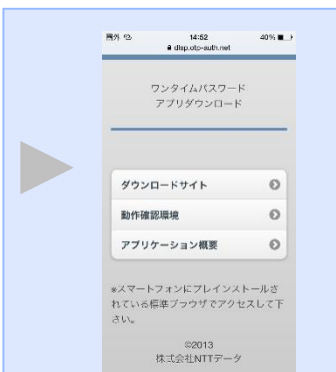 圏外
14:52
40%
disp.otp-auth.net
ワンタイムパスワード
アプリダウンロード
ダウンロードサイト
動作確認環境
アプリケーション概要
※スマートフォンにプレインストールさ
れている標準ブラウザでアクセスして下
さい。
©2013
株式会社NTTデータ